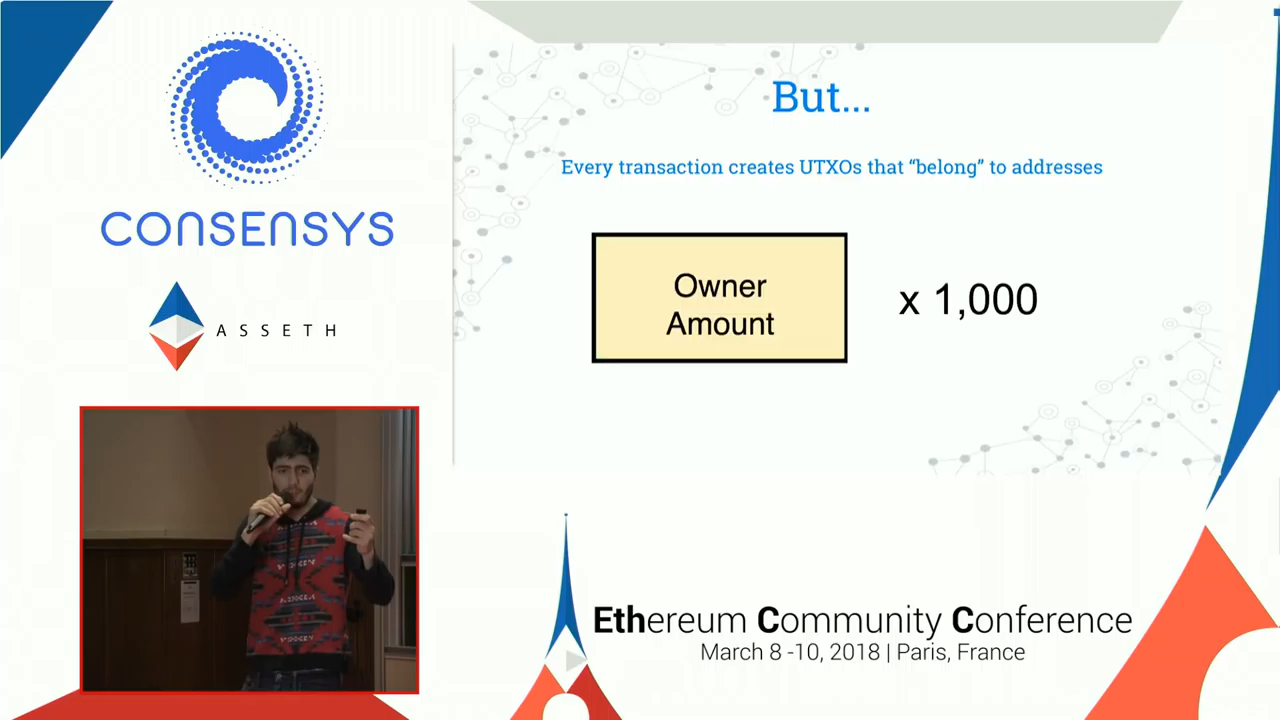 CONSENSYS
ASSETH
But...
Every transaction creates UTXOs that “belong” to addresses
Owner
Amount
x 1,000
Ethereum Community Conference
March 8 -10, 2018 | Paris, France